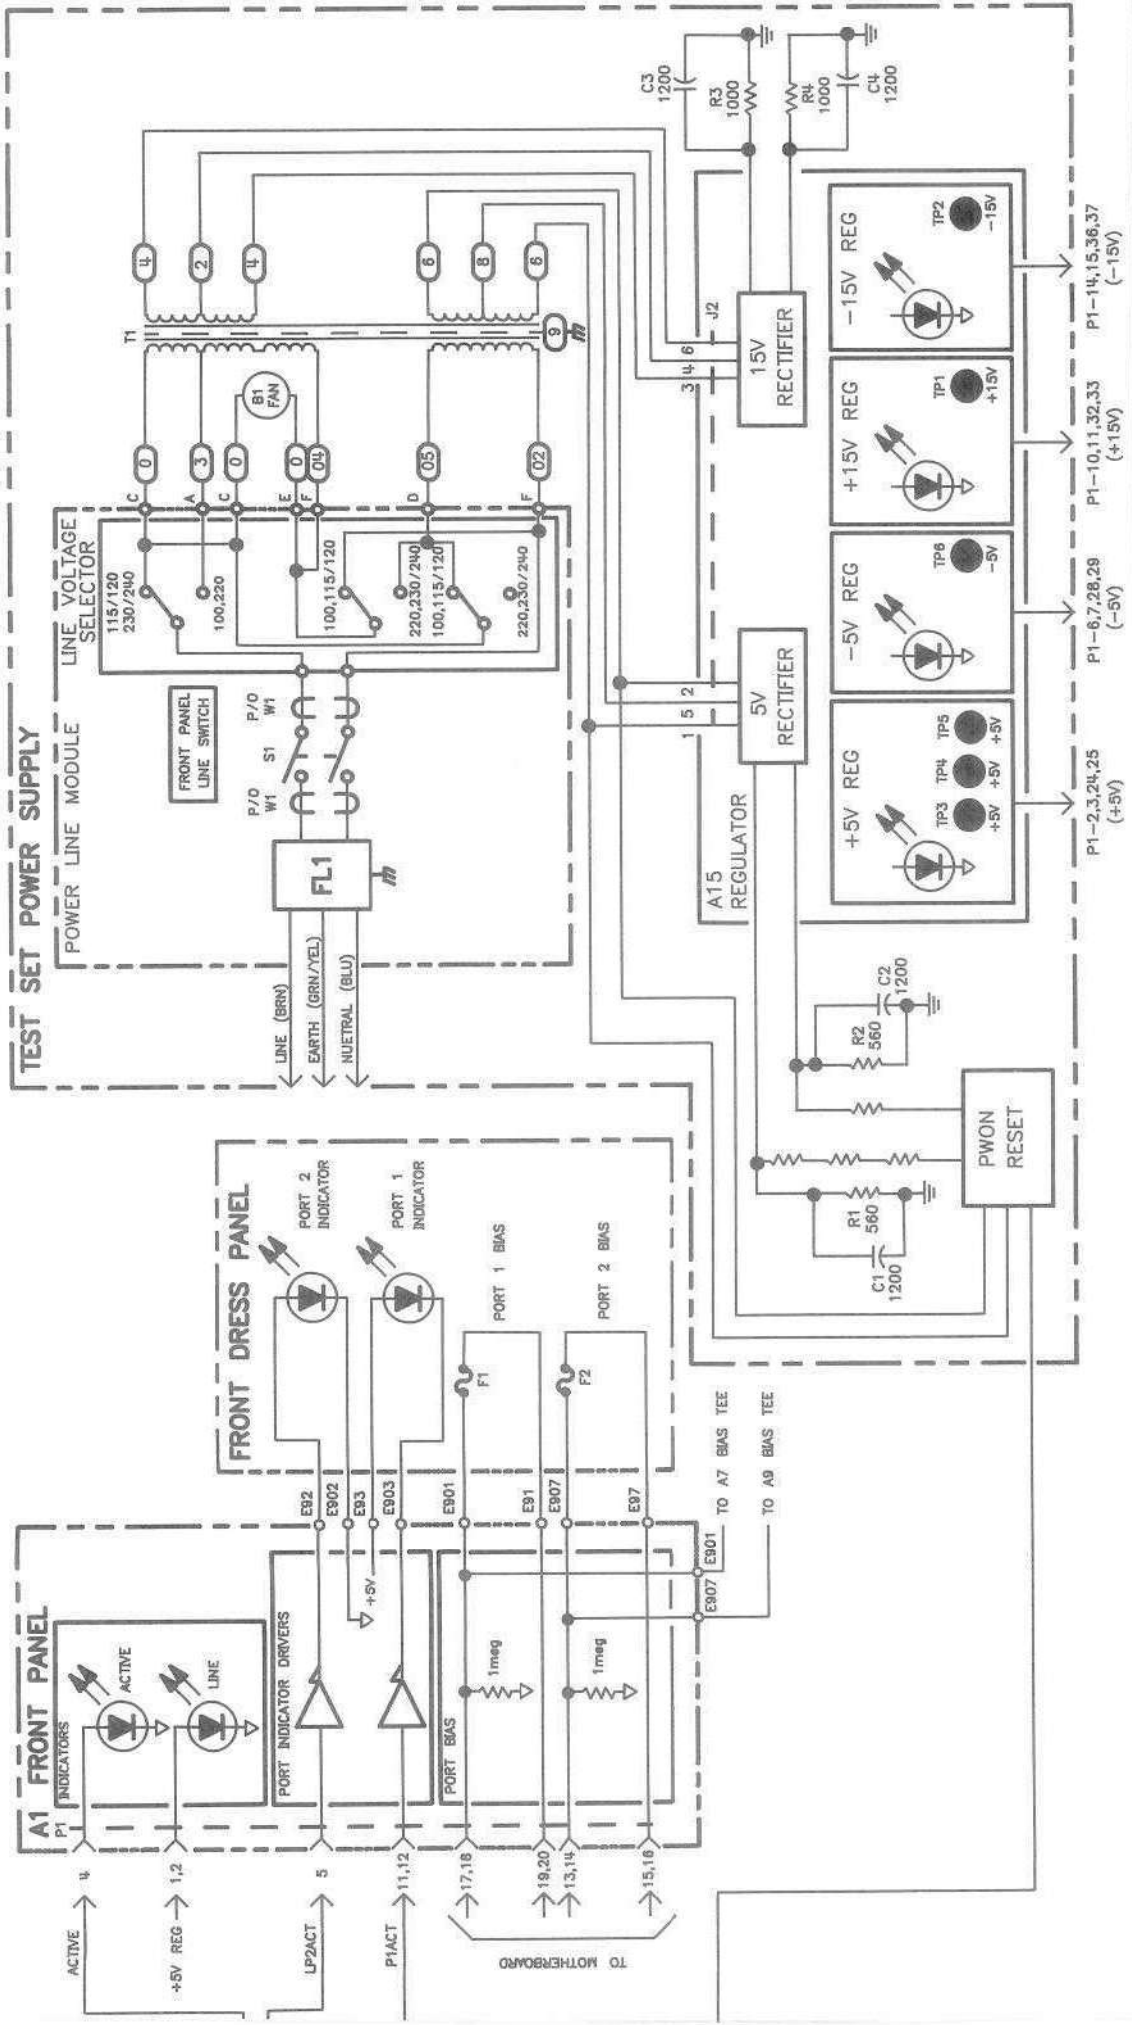 TEST SET POWER SUPPLY
POWER LINE MODULE
LINE VOLTAGE
SELECTOR
115/120
230/240
100,220
100,115/120
220,230/240
100,115/120
220,230/240
C
A
C
E
F
D
F
0
3
0
0
04
05
02
B1
FAN
T1
4
2
4
6
8
6
9
FRONT PANEL
LINE SWITCH
P/O
W1
S1
P/O
W1
FL1
LINE (BRN)
EARTH (GRN/YEL)
NUETRAL (BLU)
C3
1200
R3
1000
R4
1000
C4
1200
J2
3 4 6
15V
RECTIFIER
1 5 2
5V
RECTIFIER
A15
REGULATOR
+5V REG
TP3
+5V
TP4
+5V
TP5
+5V
-5V REG
TP6
-5V
+15V REG
TP1
+15V
-15V REG
TP2
-15V
P1-2,3,24,25
(+5V)
P1-6,7,28,29
(-5V)
P1-10,11,32,33
(+15V)
P1-14,15,36,37
(-15V)
C2
1200
R2
560
R1
560
C1
1200
PWON
RESET
FRONT DRESS PANEL
PORT 2
INDICATOR
PORT 1
INDICATOR
PORT 1 BIAS
F1
PORT 2 BIAS
F2
E92
E902
E93
E903
E901
E91
E907
E97
E901
E907
TO A7 BIAS TEE
TO A9 BIAS TEE
A1 FRONT PANEL
P1
INDICATORS
ACTIVE
LINE
PORT INDICATOR DRIVERS
+5V
PORT BIAS
1meg
1meg
4
1,2
5
11,12
17,18
19,20
13,14
15,16
ACTIVE
+5V REG
LP2ACT
P1ACT
TO MOTHERBOARD